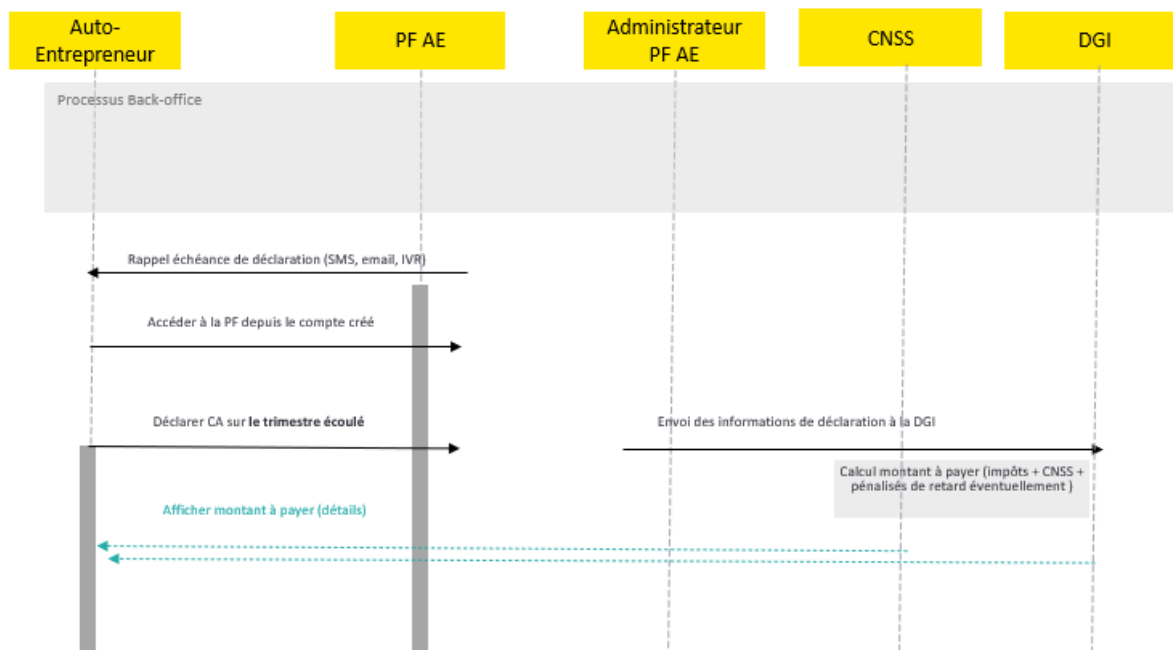 Auto-
Entrepreneur
PF AE
Administrateur
PF AE
CNSS
DGI
Processus Back-office
Rappel échéance de déclaration (SMS, email, IVR)
Accéder à la PF depuis le compte créé
Déclarer CA sur le trimestre écoulé
Envoi des informations de déclaration à la DGI
Calcul montant à payer (impôts + CNSS +
pénalisés de retard éventuellement )
Afficher montant à payer (détails)